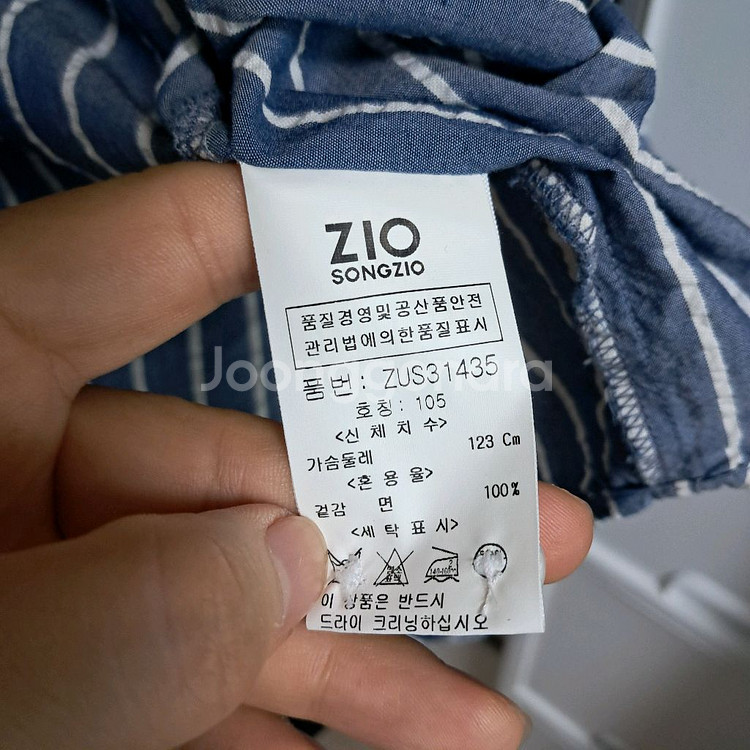 ZIO
SONGZIO
품질경영및공산품안전
관리법에의한품질표시
Joonggonara
품번: ZUS31435
호칭: 105
<신체치수>
가슴둘레 123 Cm
<혼용율>
겉감 면 100%
<세탁표시>
이 상품은 반드시
드라이 크리닝하십시오